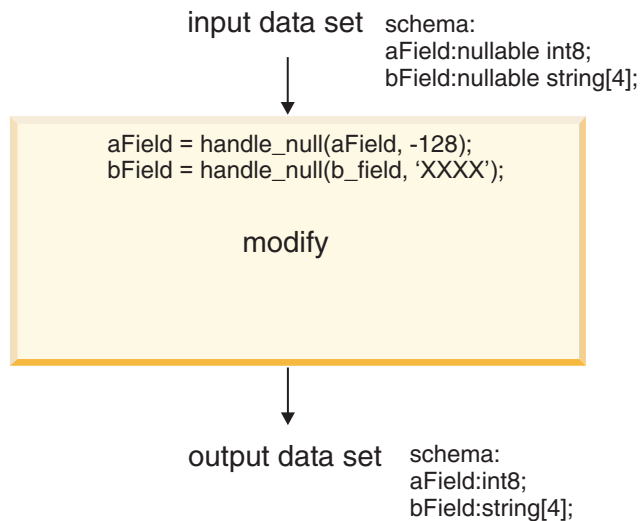 input data set
schema:
aField:nullable int8;
bField:nullable string[4];
aField = handle_null(aField, -128);
bField = handle_null(b_field, ‘XXXX’);
modify
output data set
schema:
aField:int8;
bField:string[4];